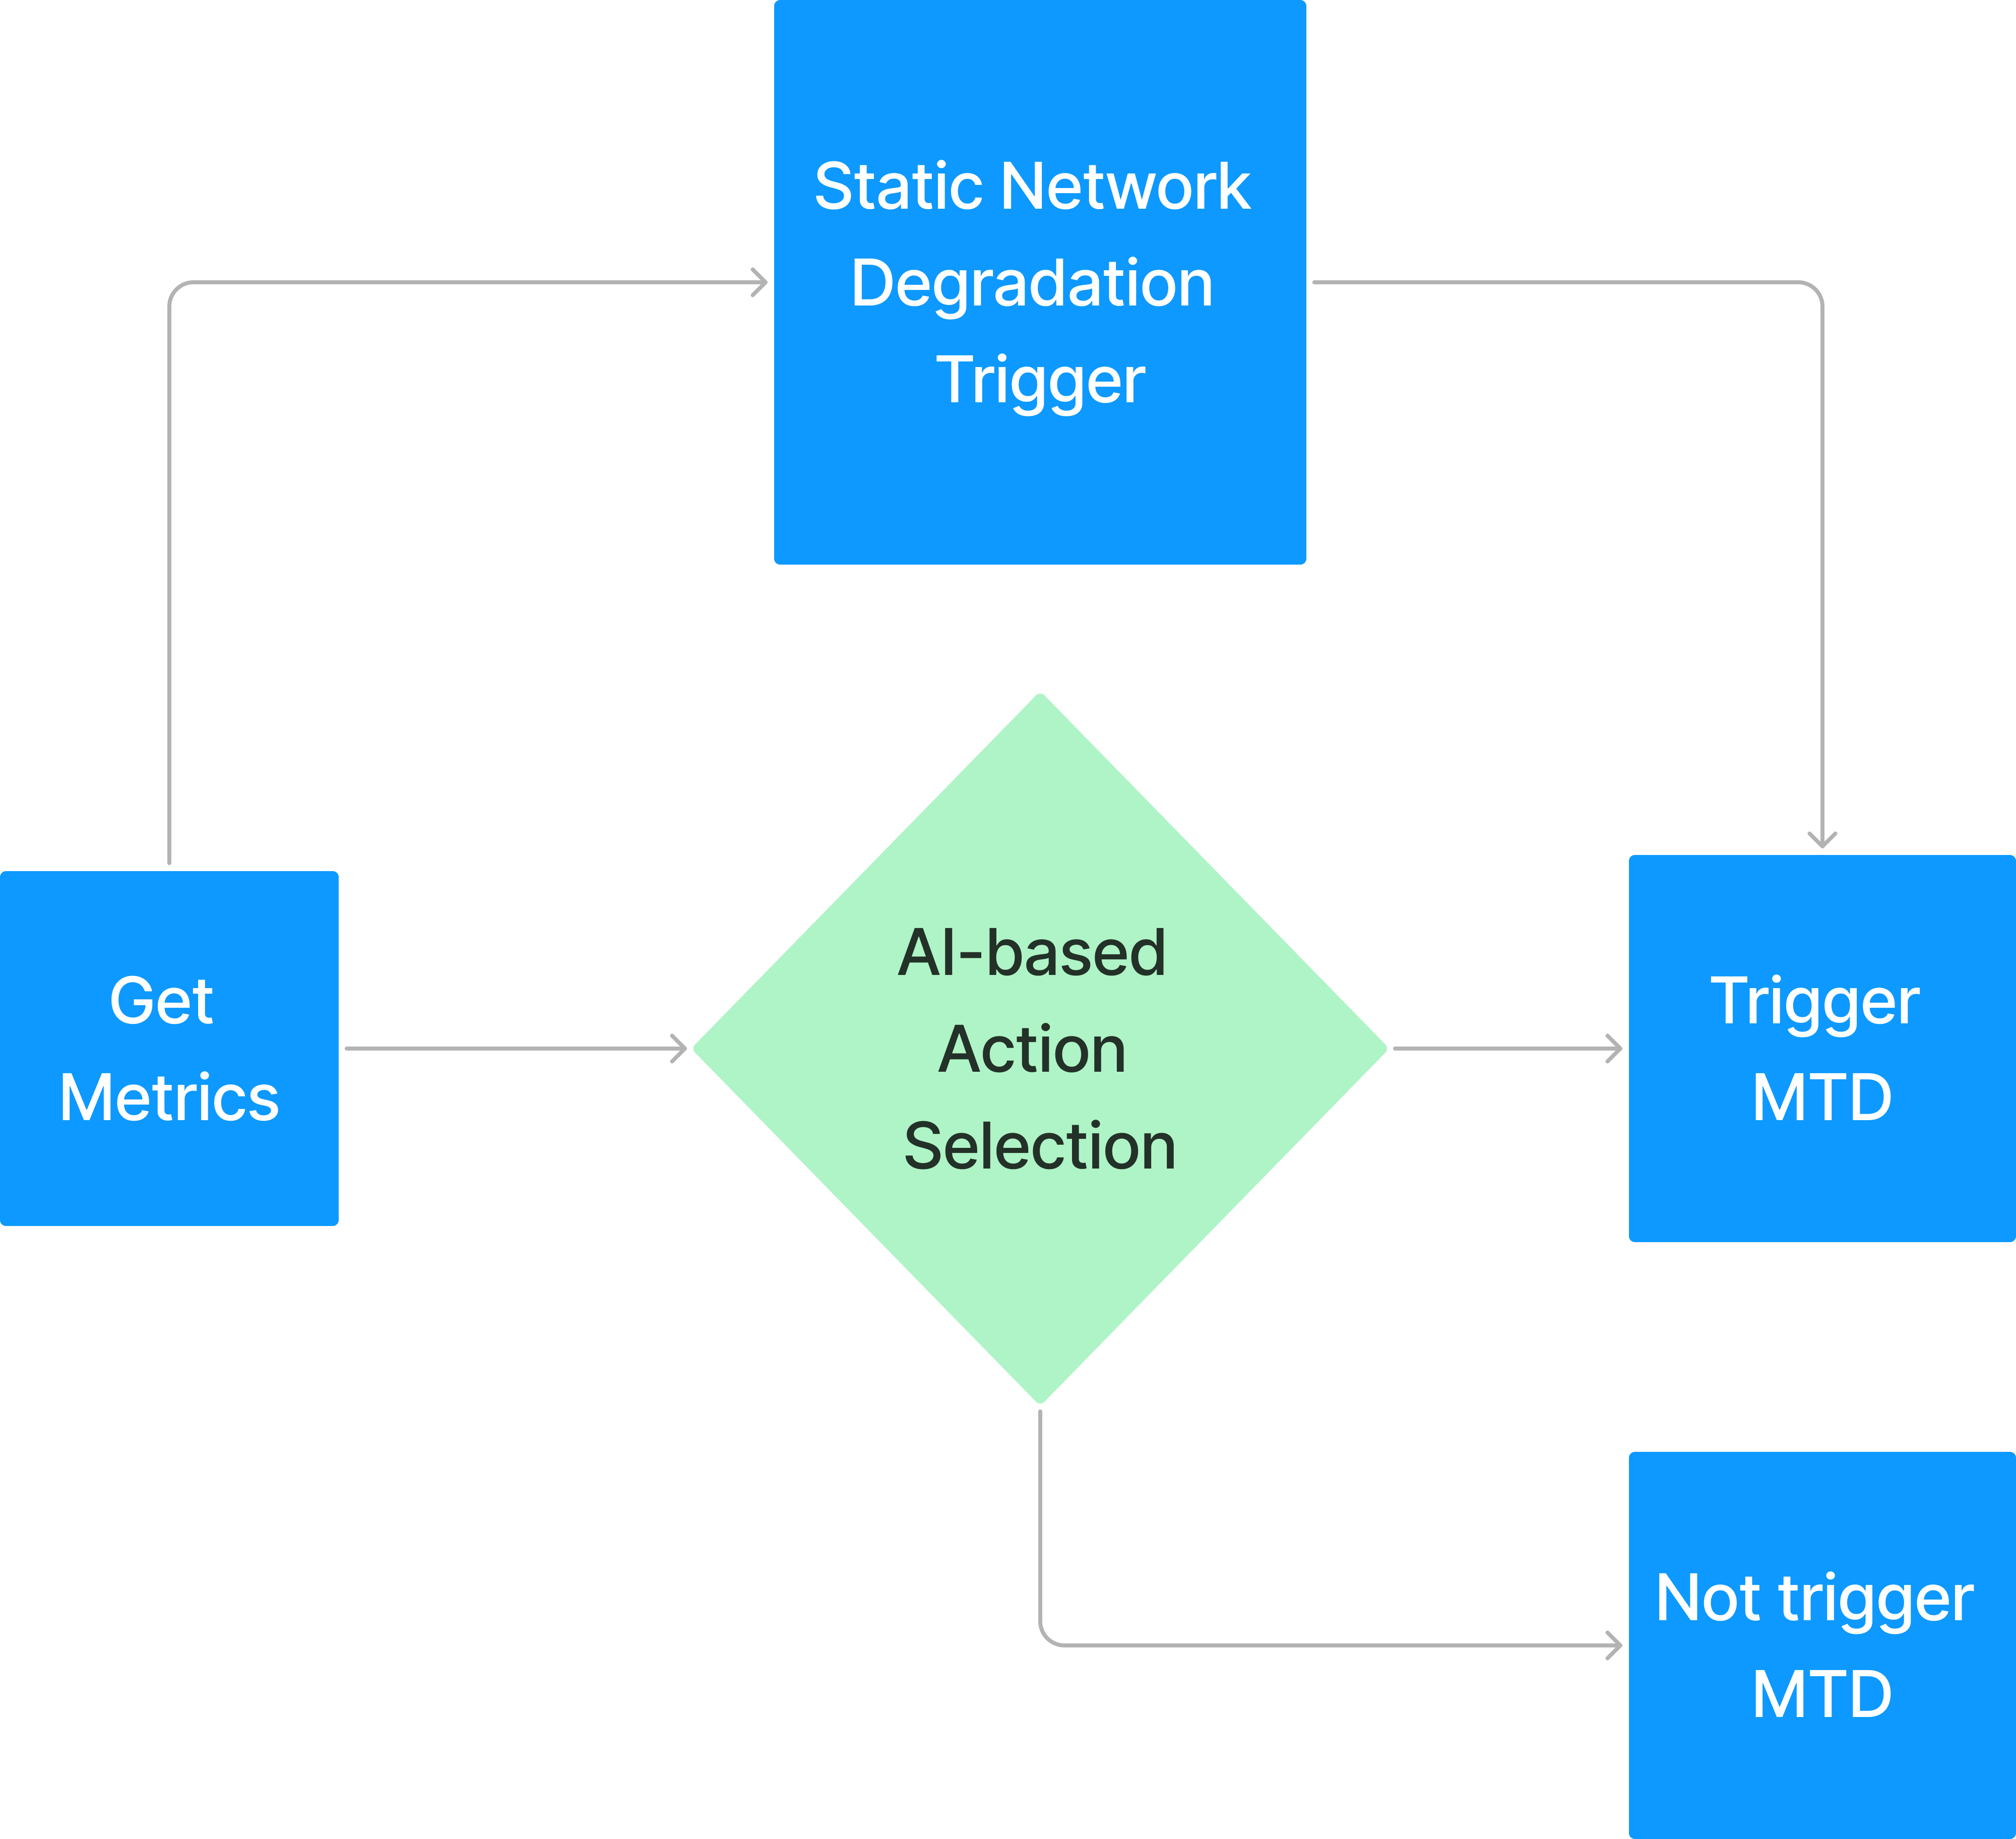 Static Network
Degradation
Trigger
Get
Metrics
AI-based
Action
Selection
Trigger
MTD
Not trigger
MTD